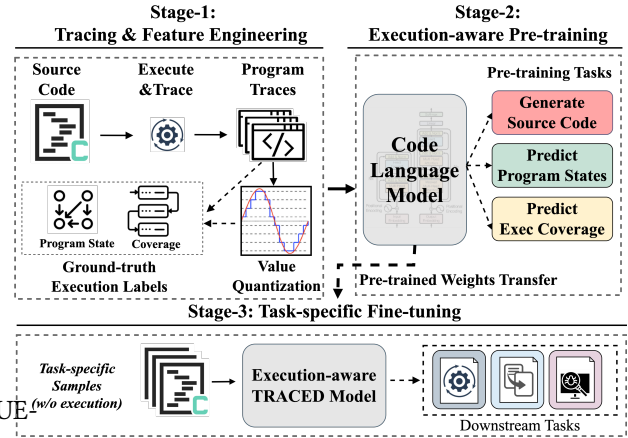 Stage-1:
Tracing & Feature Engineering
Stage-2:
Execution-aware Pre-training
Source
Code
Execute
&Trace
Program
Traces
C
</>
Program State
Coverage
Ground-truth
Execution Labels
Value
Quantization
Code
Language
Model
Pre-training Tasks
Generate
Source Code
Predict
Program States
Predict
Exec Coverage
Pre-trained Weights Transfer
Stage-3: Task-specific Fine-tuning
Task-specific
Samples
(w/o execution)
C
Execution-aware
TRACED Model
Downstream Tasks
UE-